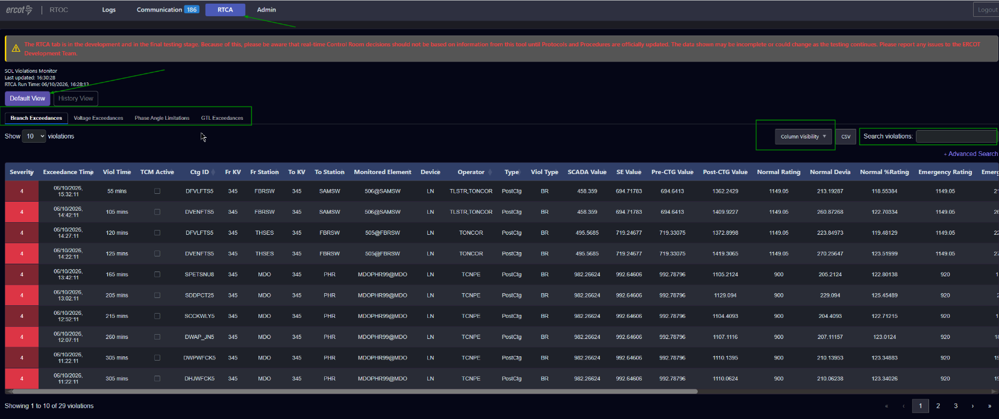 ercot RTOC Logs Communication 186 RTCA Admin Logout
The RTCA tab is in the development and in the final testing stage. Because of this, please be aware that real-time Control Room decisions should not be based on information from this tool until Protocols and Procedures are officially updated. The data shown may be incomplete or could change as the testing continues. Please report any issues to the ERCOT
Development Team.
SOL Violations Monitor
Last updated: 16:30:28
RTCA Run Time: 06/10/2026, 16:28:13
Default View History View
Branch Exceedances Voltage Exceedances Phase Angle Limitations GTL Exceedances
Show 10 violations Column Visibility ▼ CSV Search violations:
+ Advanced Search
Severity Exceedance Time Viol Time TCM Active Ctg ID Fr KV Fr Station To KV To Station Monitored Element Device Operator Type Viol Type SCADA Value SE Value Pre-CTG Value Post-CTG Value Normal Rating Normal Devia Normal %Rating Emergency Rating Emerg
4 06/10/2026, 15:32:11 55 mins DFVLFTS5 345 FBRSW 345 SAMSW 506@SAMSW LN TLSTR,TONCOR PostCtg BR 458.359 694.71783 694.6413 1362.2429 1149.05 213.19287 118.55384 1149.05 21
4 06/10/2026, 14:42:11 105 mins DVENFTS5 345 FBRSW 345 SAMSW 506@SAMSW LN TLSTR,TONCOR PostCtg BR 458.359 694.71783 694.6413 1409.9227 1149.05 260.87268 122.70334 1149.05 26
4 06/10/2026, 14:27:11 120 mins DFVLFTS5 345 THSES 345 FBRSW 505@FBRSW LN TONCOR PostCtg BR 495.5685 719.24677 719.33075 1372.8998 1149.05 223.84973 119.48129 1149.05 22
4 06/10/2026, 14:22:11 125 mins DVENFTS5 345 THSES 345 FBRSW 505@FBRSW LN TONCOR PostCtg BR 495.5685 719.24677 719.33075 1419.3065 1149.05 270.25647 123.51999 1149.05 27
4 06/10/2026, 13:42:11 165 mins SPETSNU8 345 MDO 345 PHR MDOPHR99@MDO LN TCNPE PostCtg BR 982.26624 992.64606 992.78796 1105.2124 900 205.2124 122.80138 920 1
4 06/10/2026, 13:02:11 205 mins SDDPCT25 345 MDO 345 PHR MDOPHR99@MDO LN TCNPE PostCtg BR 982.26624 992.64606 992.78796 1129.094 900 229.094 125.45489 920 2
4 06/10/2026, 12:52:11 215 mins SCCKWLY5 345 MDO 345 PHR MDOPHR99@MDO LN TCNPE PostCtg BR 982.26624 992.64606 992.78796 1104.4093 900 204.4093 122.71215 920 1
4 06/10/2026, 12:07:11 260 mins DWAP_JN5 345 MDO 345 PHR MDOPHR99@MDO LN TCNPE PostCtg BR 982.26624 992.64606 992.78796 1107.1116 900 207.11157 123.0124 920 18
4 06/10/2026, 11:22:11 305 mins DWPWFCK5 345 MDO 345 PHR MDOPHR99@MDO LN TCNPE PostCtg BR 982.26624 992.64606 992.78796 1110.1395 900 210.13953 123.34883 920 19
4 06/10/2026, 11:22:11 305 mins DHJWFCK5 345 MDO 345 PHR MDOPHR99@MDO LN TCNPE PostCtg BR 982.26624 992.64606 992.78796 1110.0624 900 210.06238 123.34026 920 19
Showing 1 to 10 of 29 violations « ‹ 1 2 3 › »